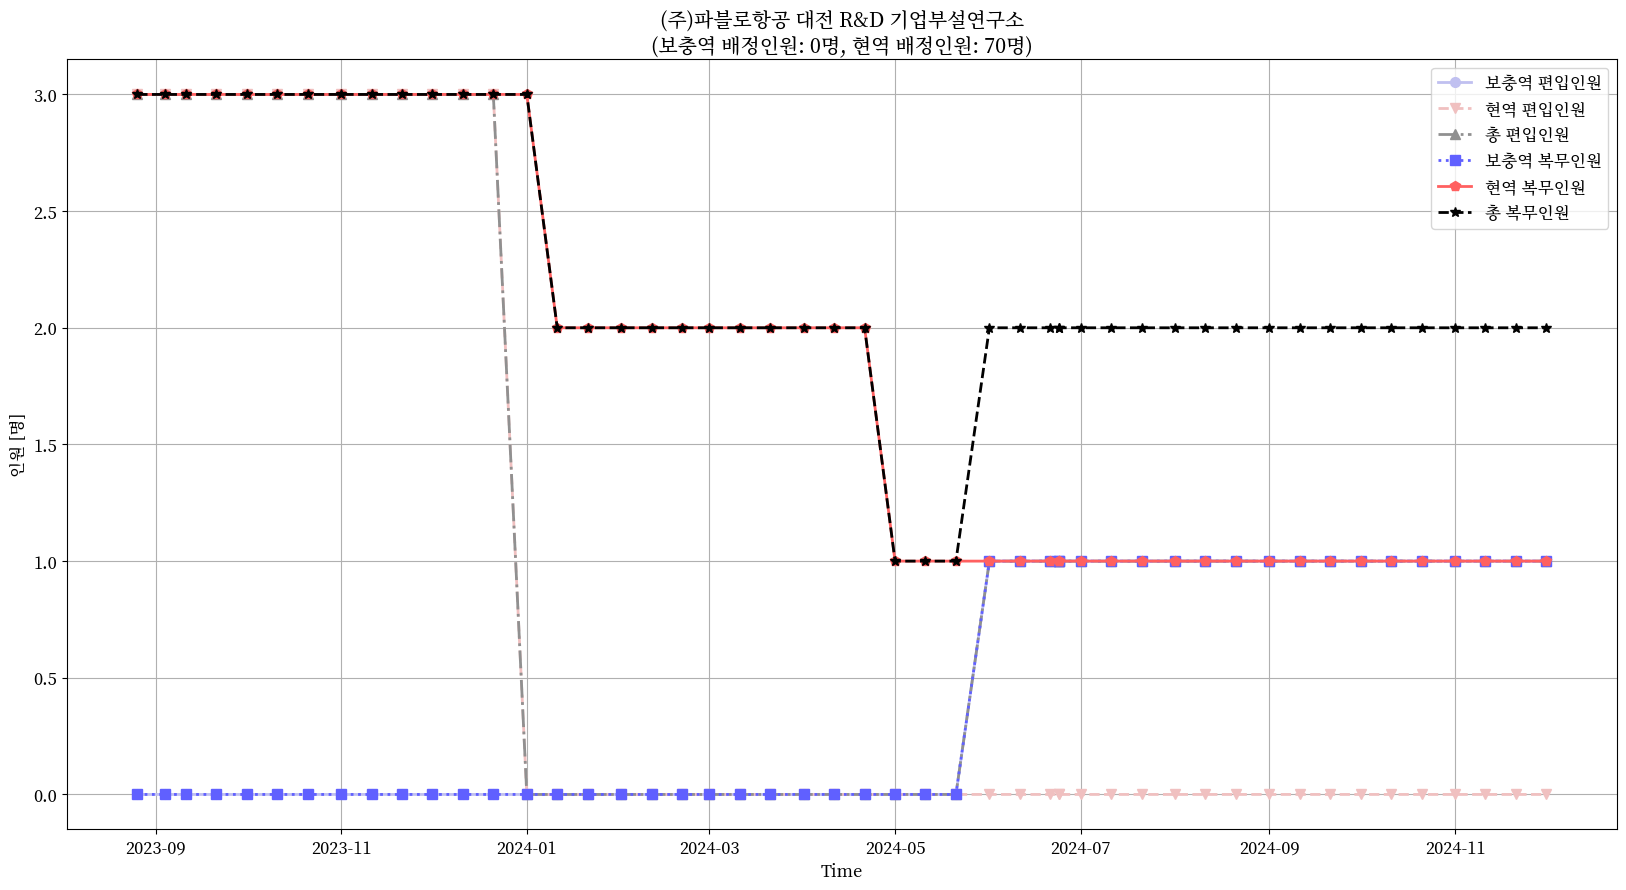 (주)파블로항공 대전 R&D 기업부설연구소
(보충역 배정인원: 0명, 현역 배정인원: 70명)
보충역 편입인원
현역 편입인원
총 편입인원
보충역 복무인원
현역 복무인원
총 복무인원
인원 [명]
3.0
2.5
2.0
1.5
1.0
0.5
0.0
2023-09 2023-11 2024-01 2024-03 2024-05 2024-07 2024-09 2024-11
Time